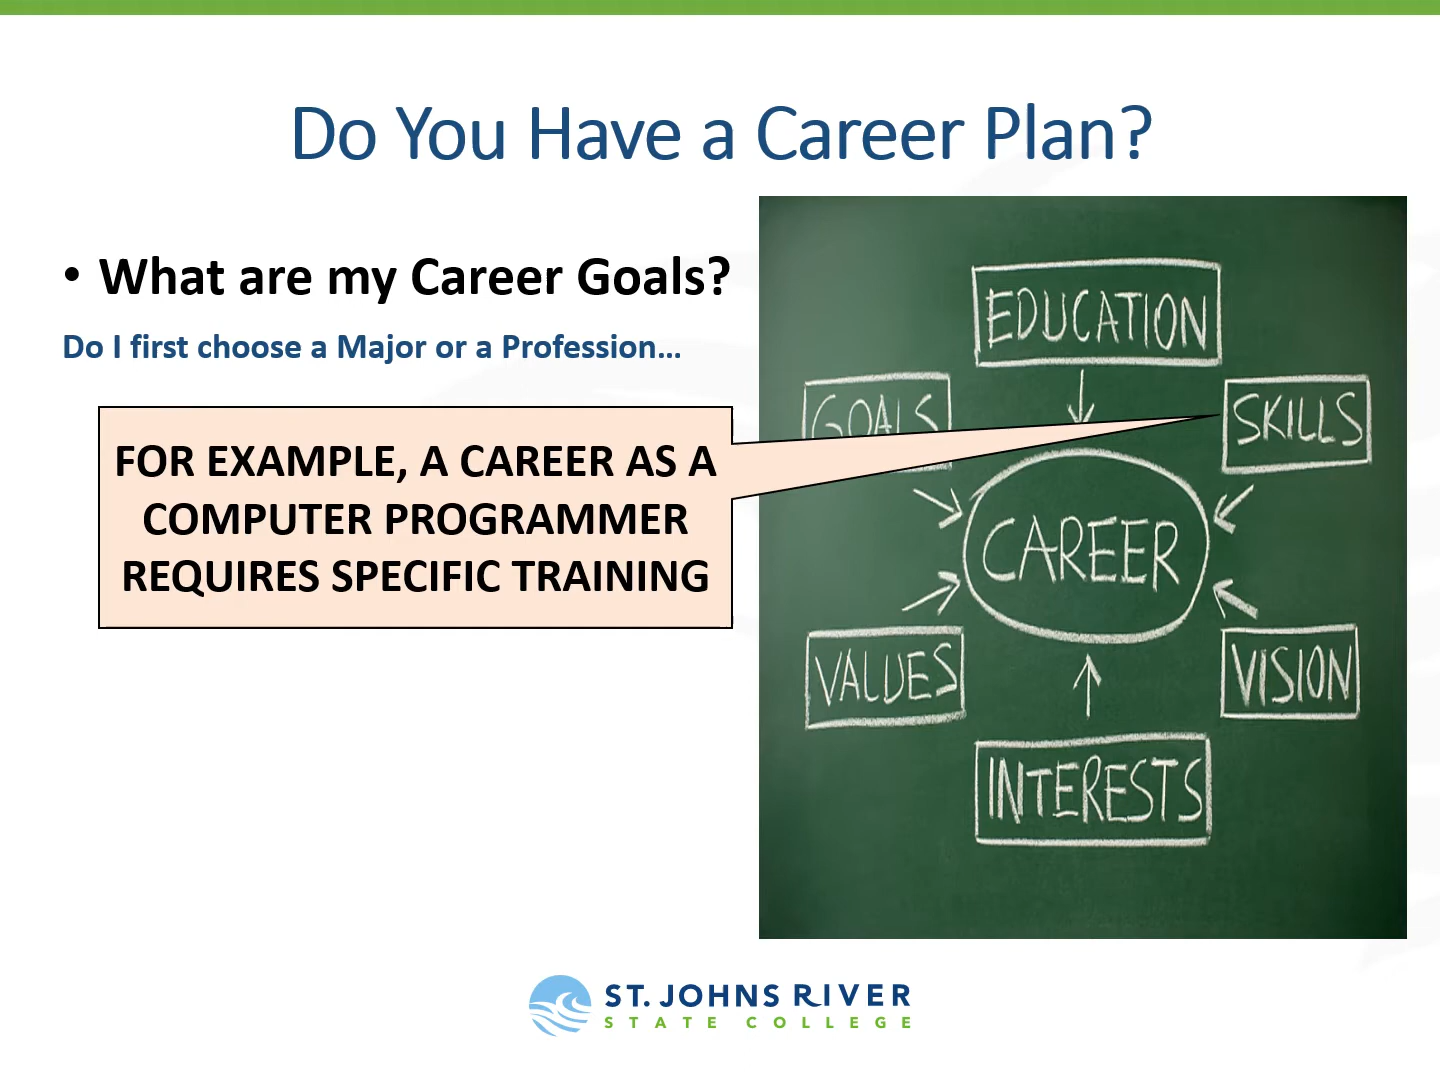 Do You Have a Career Plan?
• What are my Career Goals?
Do I first choose a Major or a Profession...
FOR EXAMPLE, A CAREER AS A
COMPUTER PROGRAMMER
REQUIRES SPECIFIC TRAINING
EDUCATION
GOALS
SKILLS
CAREER
VALUES
VISION
INTERESTS
ST. JOHNS RIVER
STATE COLLEGE